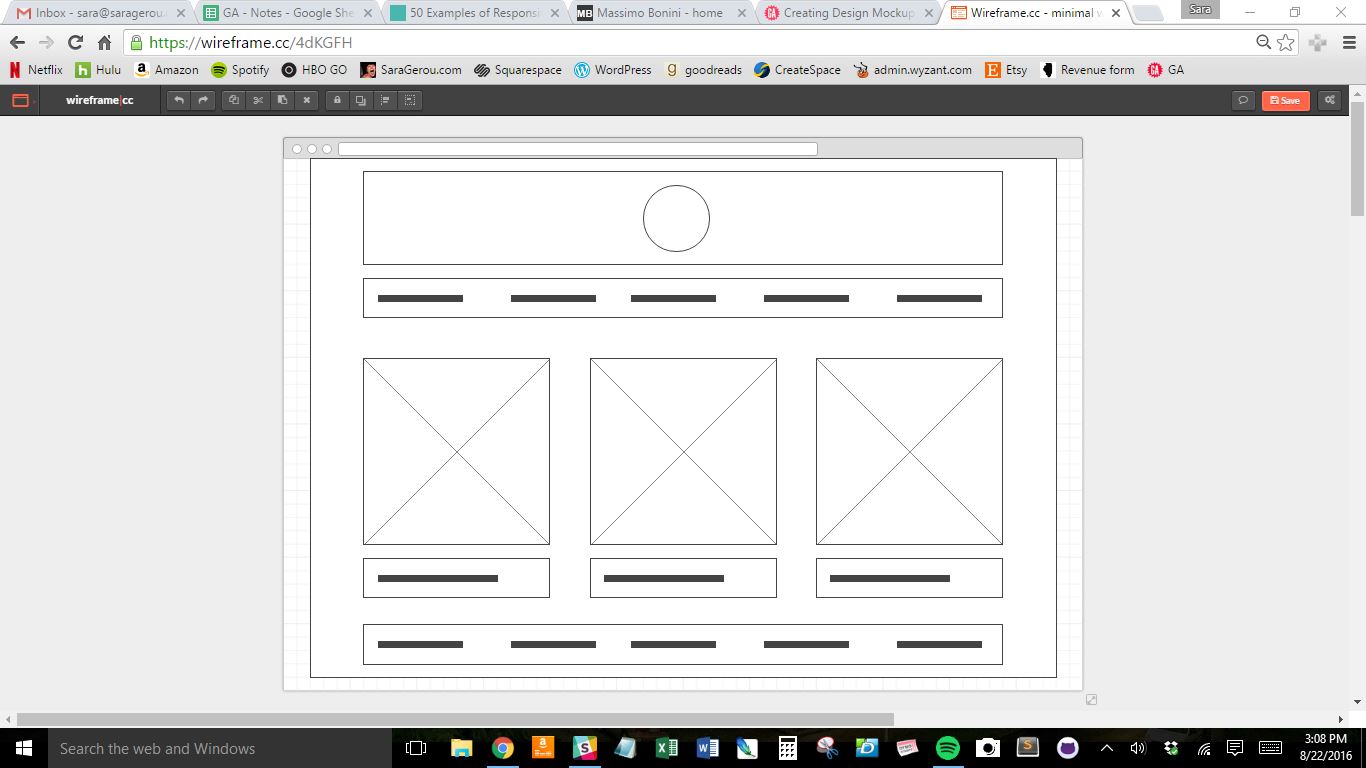 Inbox - sara@sagerou.
GA - Notes - Google She
50 Examples of Responsi
MB Massimo Bonini - home
GA Creating Design Mockup
Wireframe.cc - minimal w
Sara
https://wireframe.cc/4dKGFH
N Netflix
h Hulu
a Amazon
Spotify
HBO GO
SaraGerou.com
Squarespace
WordPress
g goodreads
CreateSpace
admin.wyzant.com
E Etsy
Revenue form
GA GA
wireframe|cc
Save
Search the web and Windows
3:08 PM
8/22/2016